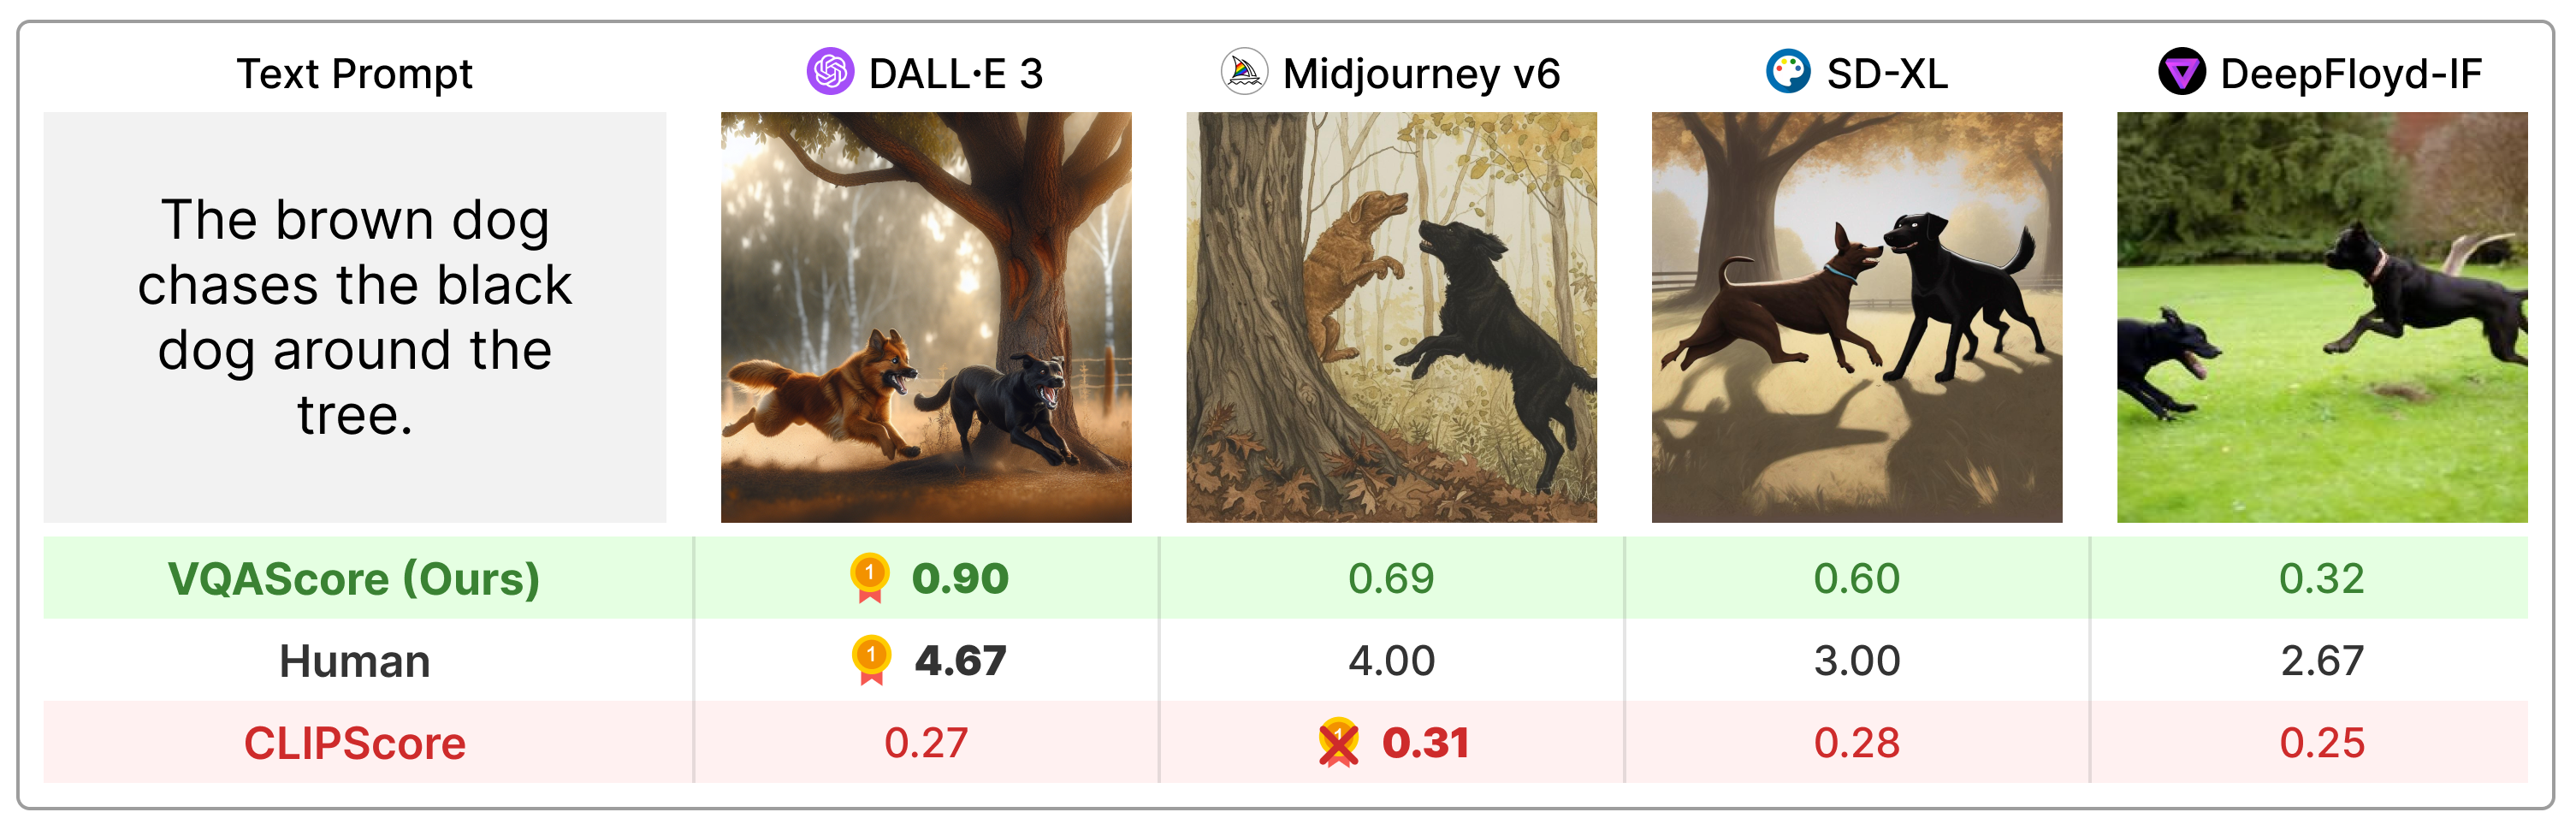 Text Prompt
DALL·E 3
Midjourney v6
SD-XL
DeepFloyd-IF
The brown dog
chases the black
dog around the
tree.
VQAScore (Ours)
1
0.90
0.69
0.60
0.32
Human
1
4.67
4.00
3.00
2.67
CLIPScore
0.27
1
0.31
0.28
0.25